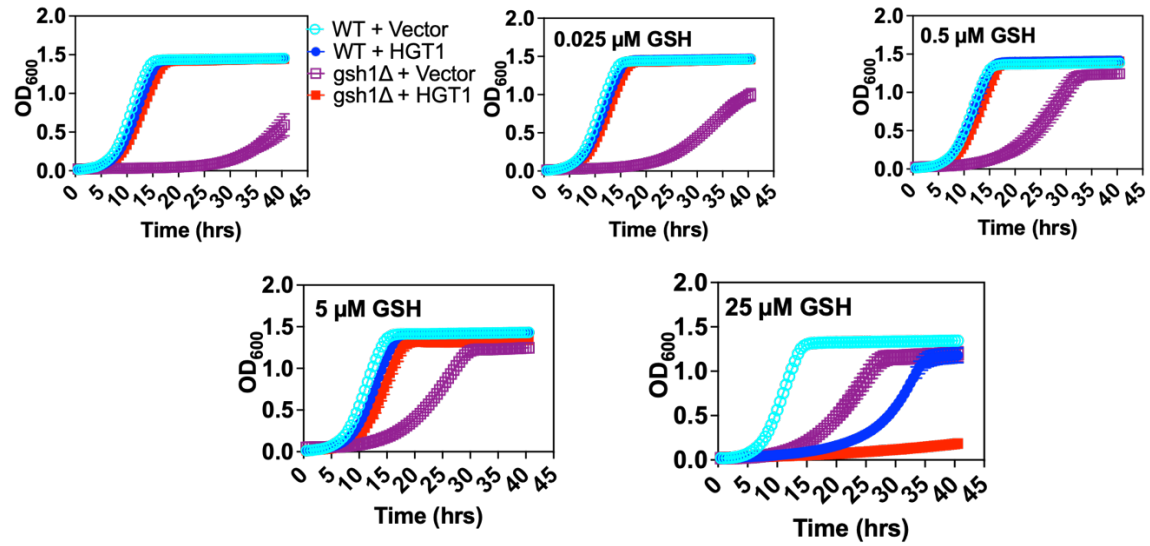 2.0
1.5
1.0
0.5
0.0
OD600
0 5 10 15 20 25 30 35 40 45
Time (hrs)
WT + Vector
WT + HGT1
gsh1Δ + Vector
gsh1Δ + HGT1
0.025 µM GSH
2.0
1.5
1.0
0.5
0.0
OD600
0 5 10 15 20 25 30 35 40 45
Time (hrs)
0.5 µM GSH
2.0
1.5
1.0
0.5
0.0
OD600
0 5 10 15 20 25 30 35 40 45
Time (hrs)
5 µM GSH
2.0
1.5
1.0
0.5
0.0
OD600
0 5 10 15 20 25 30 35 40 45
Time (hrs)
25 µM GSH
2.0
1.5
1.0
0.5
0.0
OD600
0 5 10 15 20 25 30 35 40 45
Time (hrs)